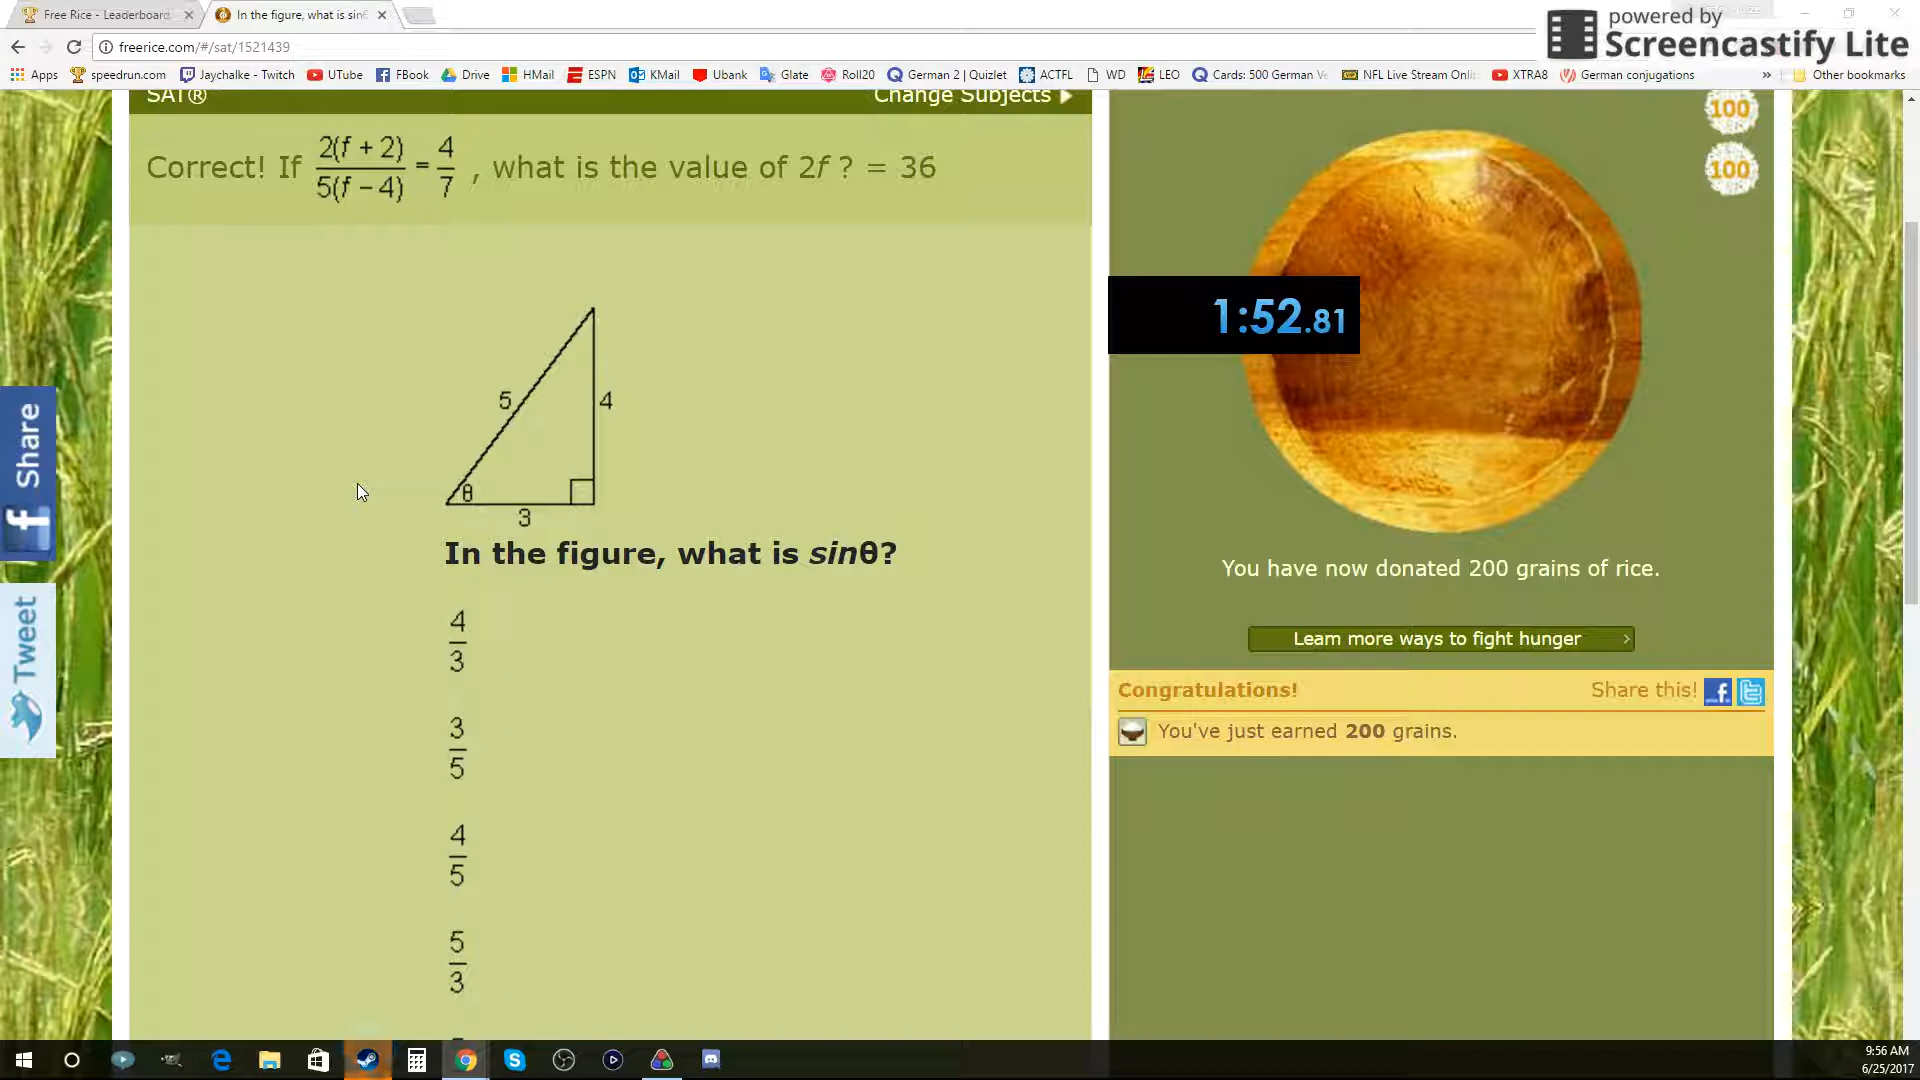 Free Rice - Leaderboard
In the figure, what is sinθ
powered by
Screencastify Lite
freerice.com/#/sat/1521439
Apps speedrun.com Jaychalke - Twitch UTube FBook Drive HMail ESPN KMail Ubank Glate Roll20 German 2 | Quizlet ACTFL WD LEO Cards: 500 German Ve NFL Live Stream Onli XTRA8 German conjugations » Other bookmarks
SAT® Change Subjects
Correct! If 2(f + 2) / 5(f – 4) = 4/7 , what is the value of 2f ? = 36
100
100
1:52.81
5
4
θ
3
In the figure, what is sinθ?
4/3
3/5
4/5
5/3
Share
Tweet
You have now donated 200 grains of rice.
Learn more ways to fight hunger
Congratulations! Share this!
You've just earned 200 grains.
9:56 AM
6/25/2017